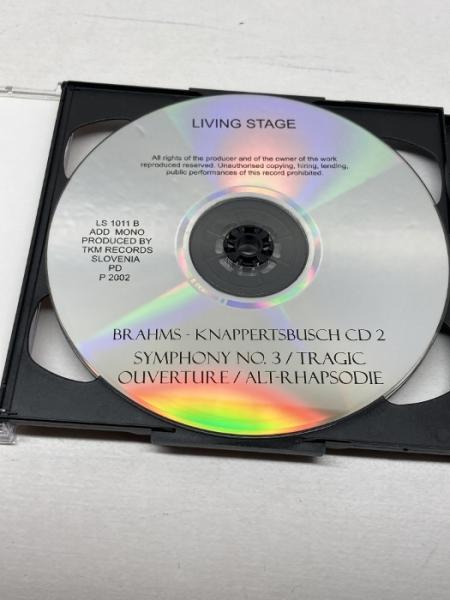 LIVING STAGE
All rights of the producer and of the owner of the work
reproduced reserved. Unauthorised copying, hiring, lending,
public performances of this record prohibited.
LS 1011 B
ADD MONO
PRODUCED BY
TKM RECORDS
SLOVENIA
PD
P 2002
BRAHMS - KNAPPERTSBUSCH CD 2
SYMPHONY NO. 3 / TRAGIC
OUVERTURE / ALT-RHAPSODIE